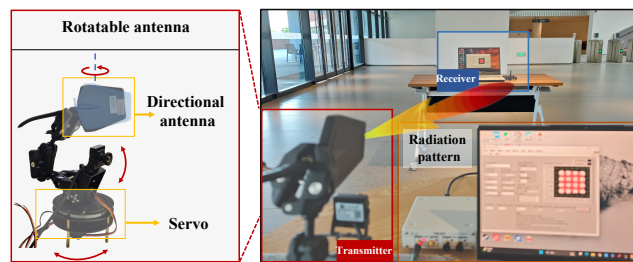 Rotatable antenna
Directional
antenna
Servo
Receiver
Radiation
pattern
Transmitter